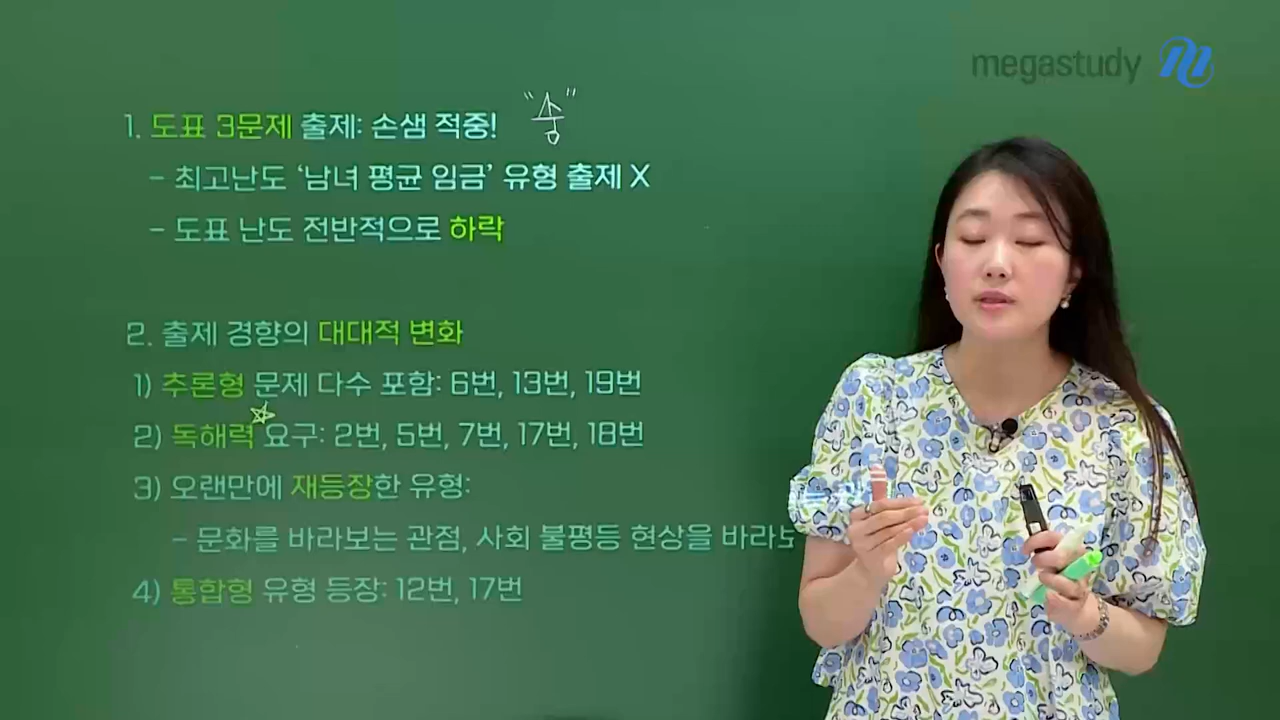 megastudy
1. 도표 3문제 출제: 손샘 적중! "송"
- 최고난도 '남녀 평균 임금' 유형 출제 X
- 도표 난도 전반적으로 하락
2. 출제 경향의 대대적 변화
1) 추론형 문제 다수 포함: 6번, 13번, 19번
2) 독해력 요구: 2번, 5번, 7번, 17번, 18번
3) 오랜만에 재등장한 유형:
- 문화를 바라보는 관점, 사회 불평등 현상을
4) 통합형 유형 등장: 12번, 17번